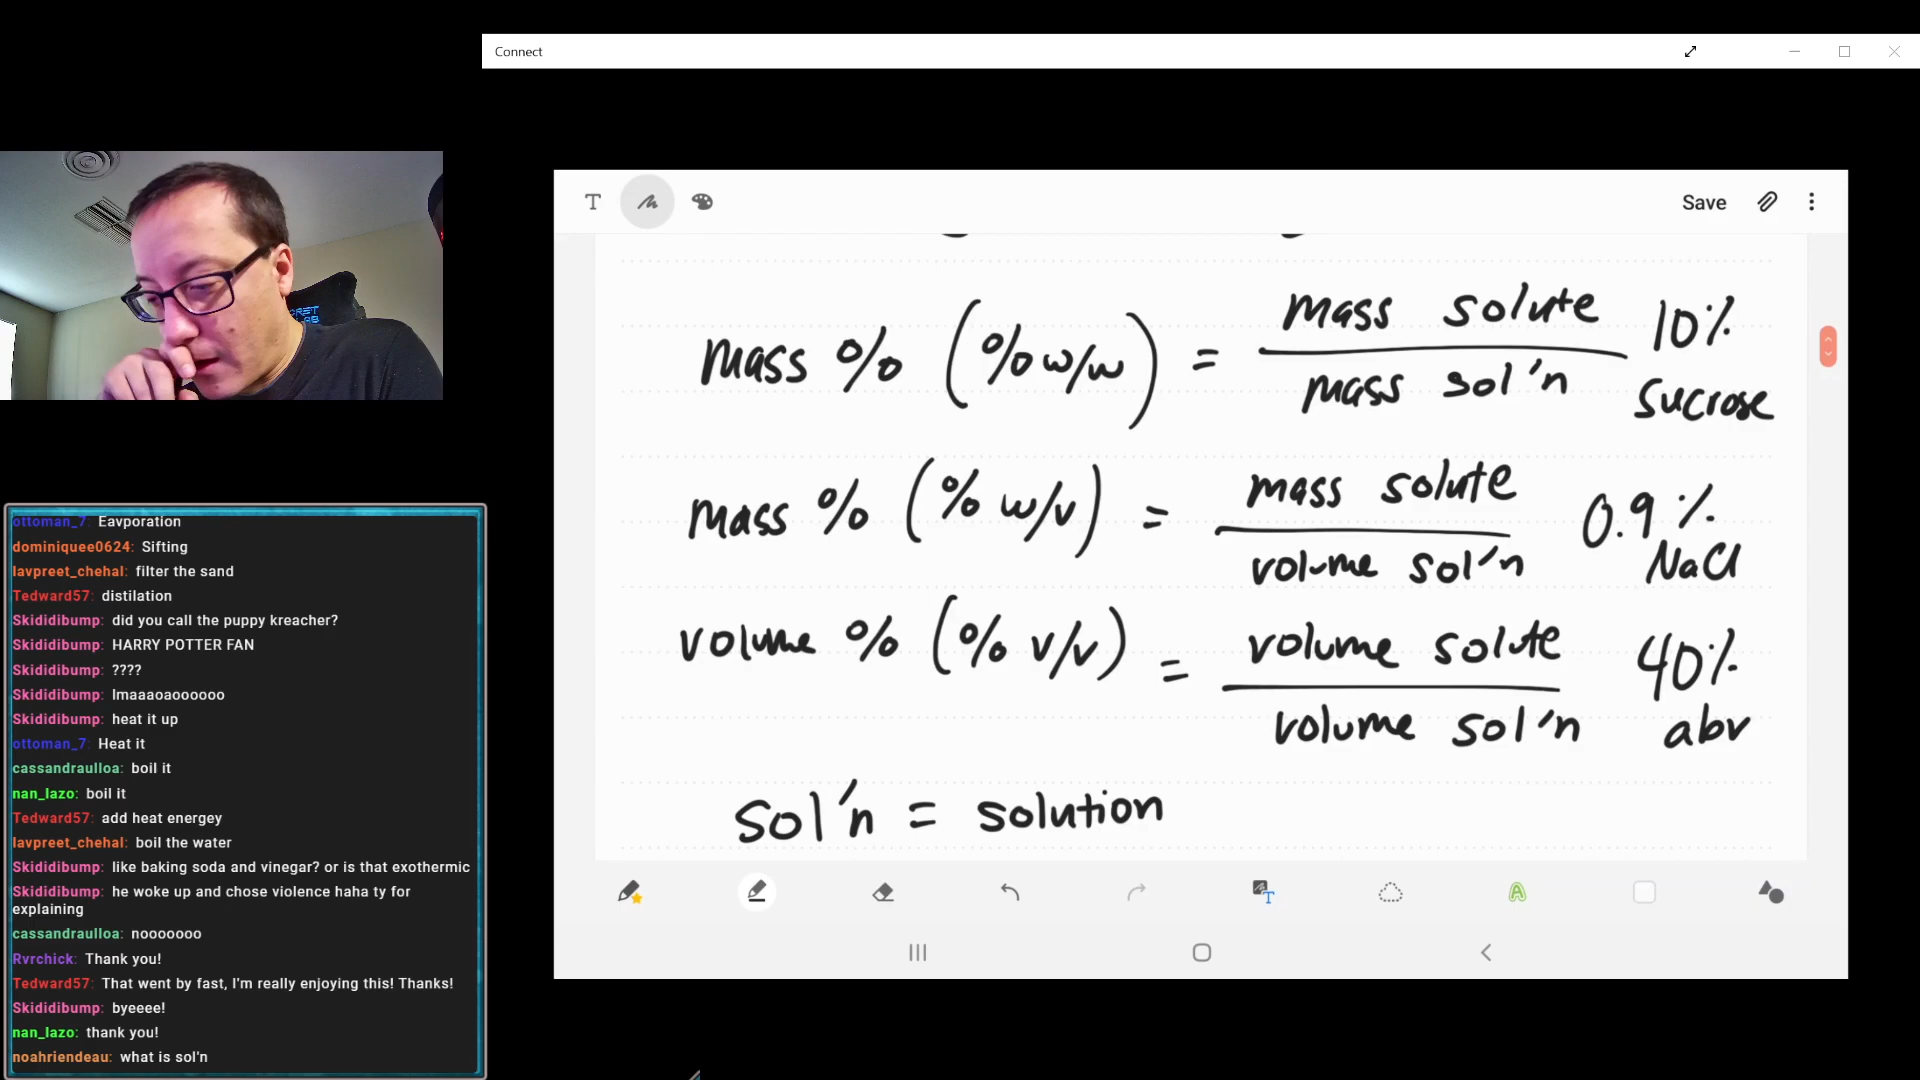 Connect
Save
mass % (% w/w) = mass solute / mass sol'n 10% sucrose
mass % (% w/v) = mass solute / volume sol'n 0.9% NaCl
volume % (% v/v) = volume solute / volume sol'n 40% abv
sol'n = solution
ottoman_7: Eavporation
dominiquee0624: Sifting
lavpreet_chehal: filter the sand
Tedward57: distilation
Skididibump: did you call the puppy kreacher?
Skididibump: HARRY POTTER FAN
Skididibump: ????
Skididibump: lmaaaoaoooooo
Skididibump: heat it up
ottoman_7: Heat it
cassandraulloa: boil it
nan_lazo: boil it
Tedward57: add heat energey
lavpreet_chehal: boil the water
Skididibump: like baking soda and vinegar? or is that exothermic
Skididibump: he woke up and chose violence haha ty for
explaining
cassandraulloa: nooooooo
Rvrchick: Thank you!
Tedward57: That went by fast, I'm really enjoying this! Thanks!
Skididibump: byeeee!
nan_lazo: thank you!
noahriendeau: what is sol'n